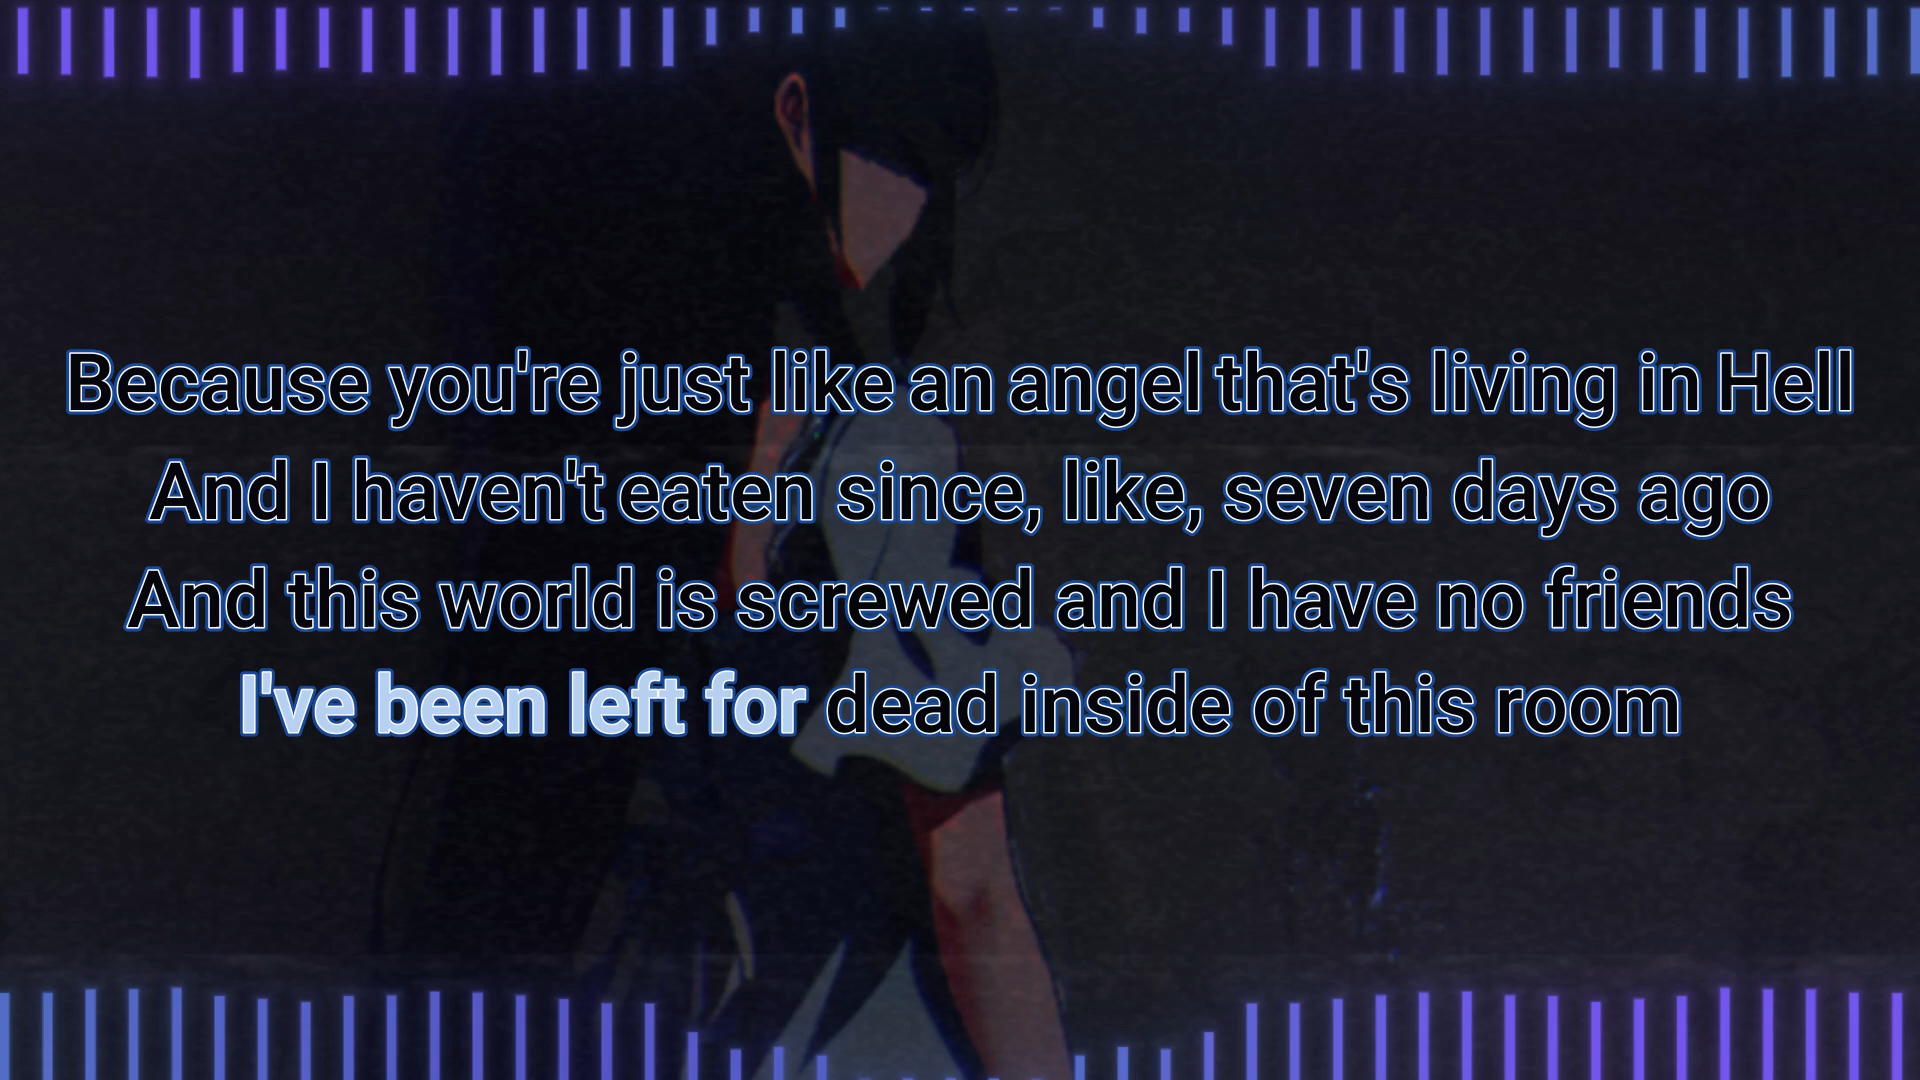 Because you're just like an angel that's living in Hell
And I haven't eaten since, like, seven days ago
And this world is screwed and I have no friends
I've been left for dead inside of this room